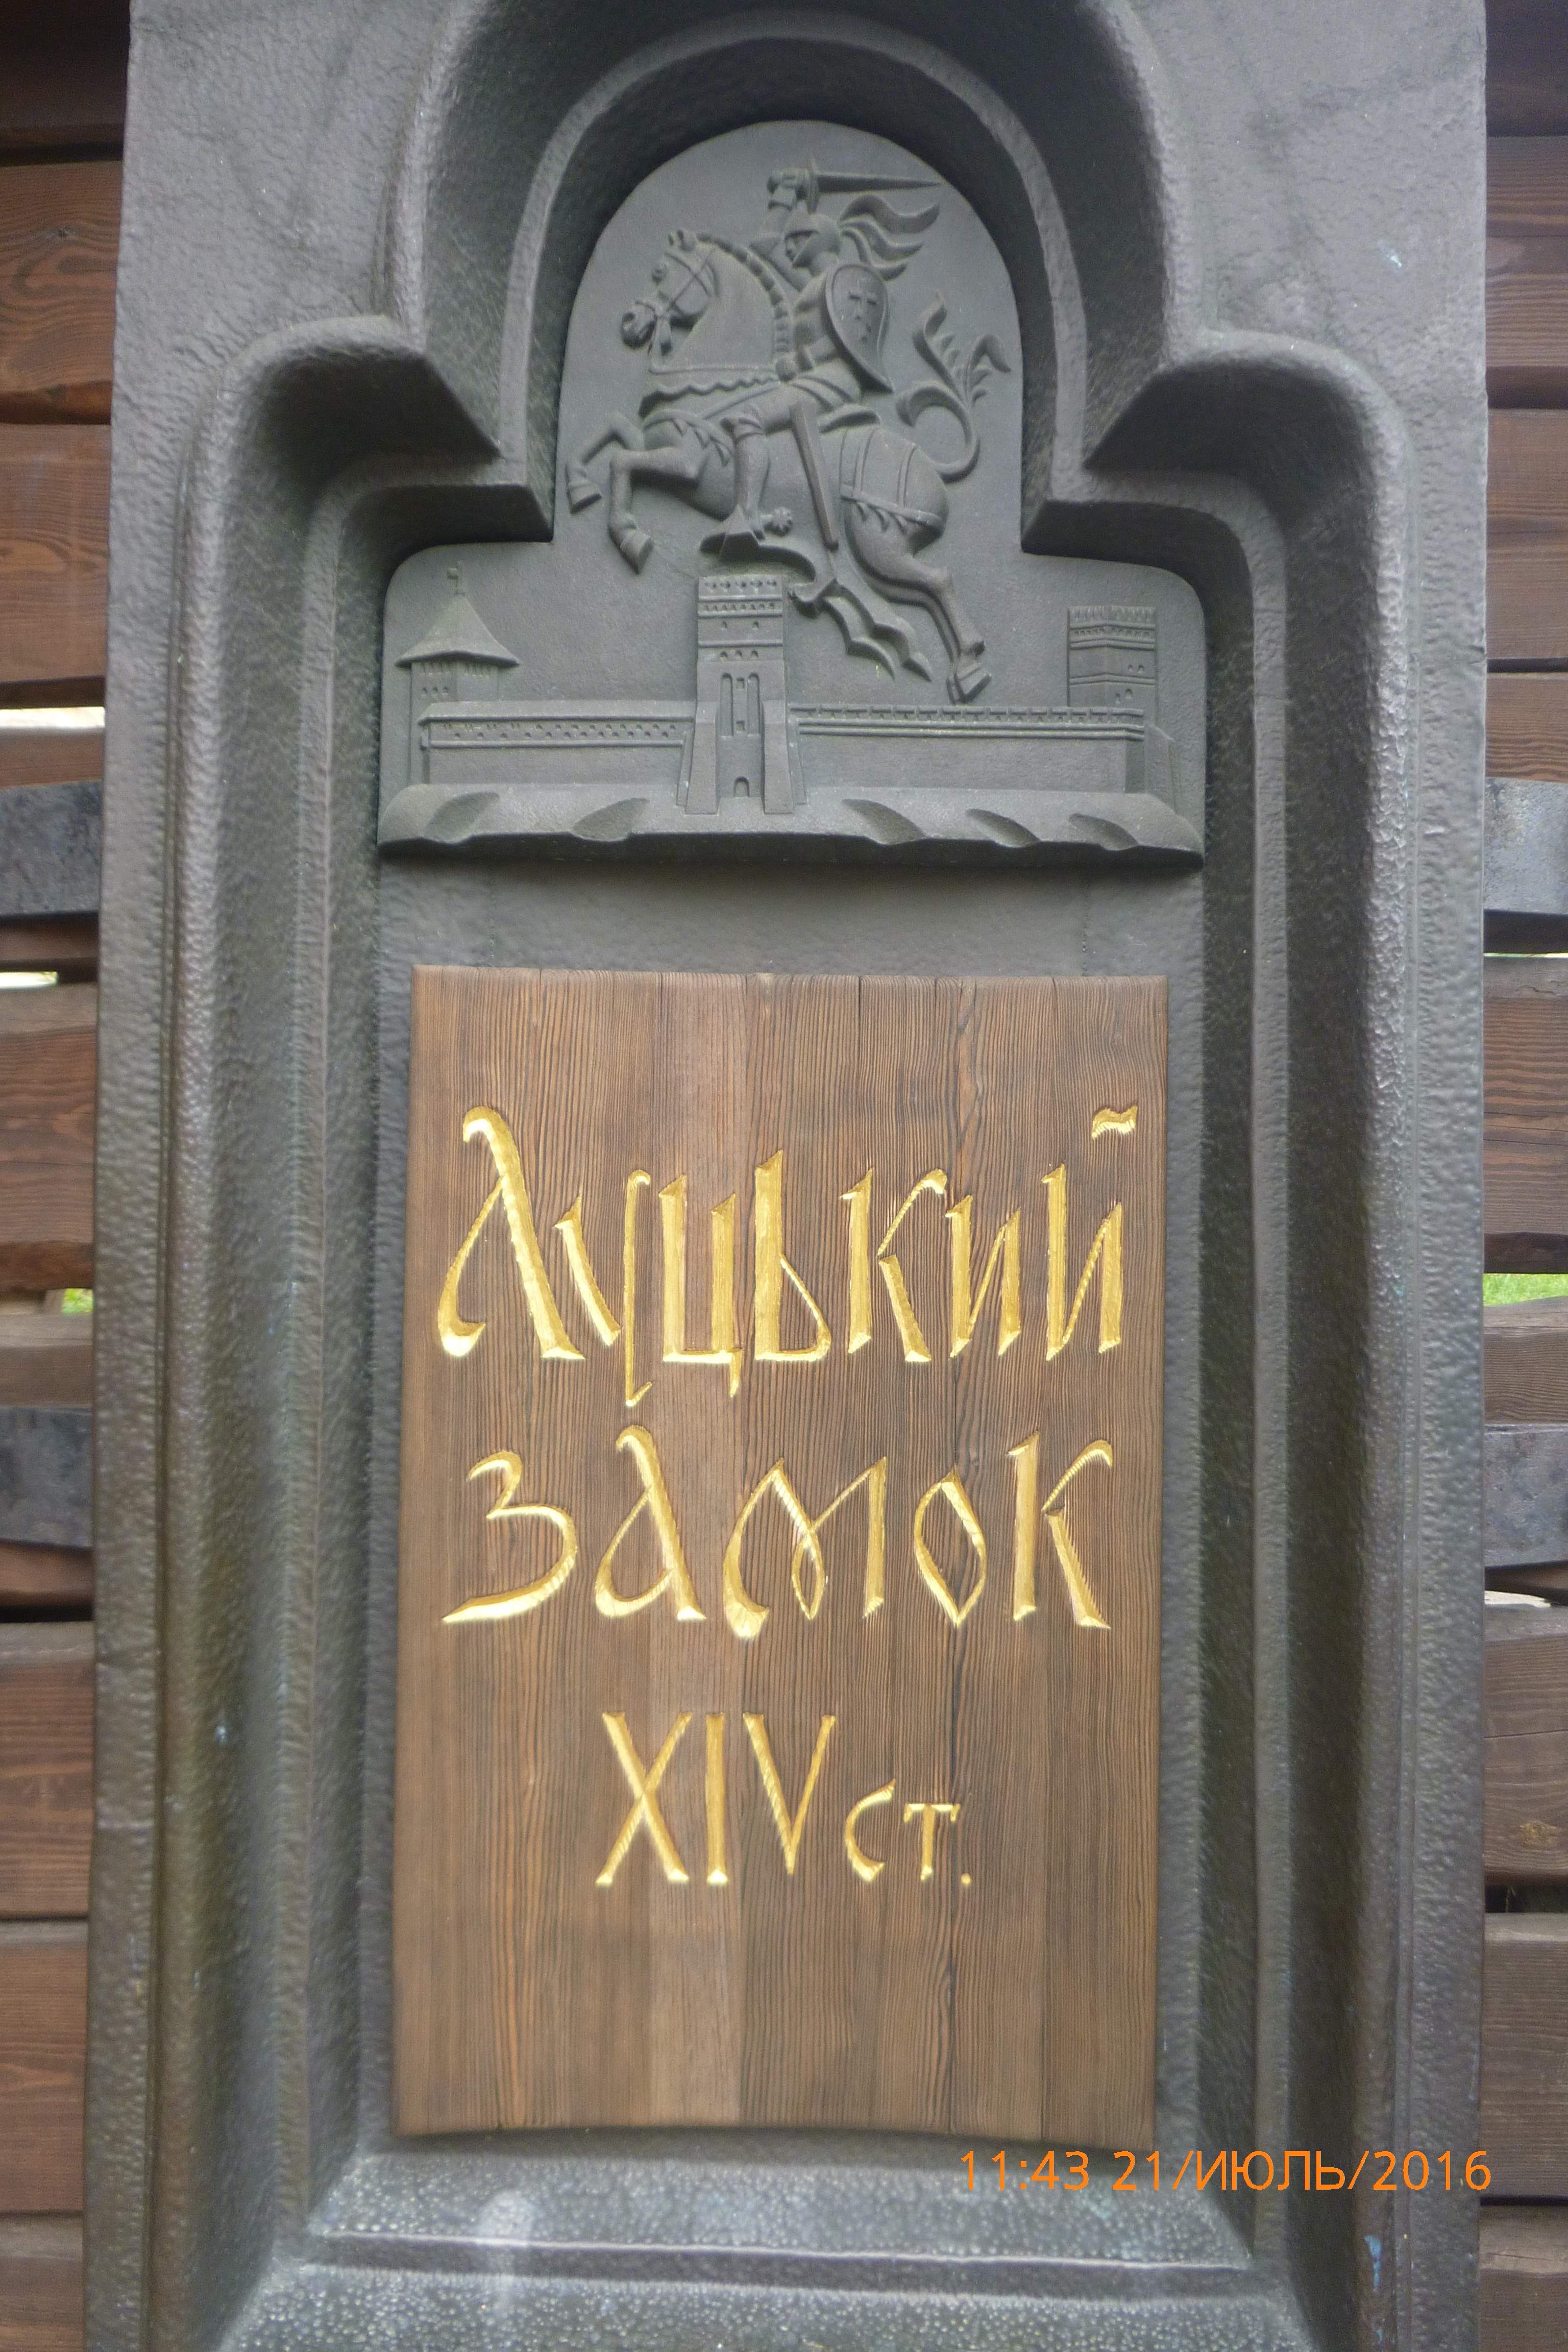 Луцький
замок
XIV ст.
11:43 21/ИЮЛЬ/2016